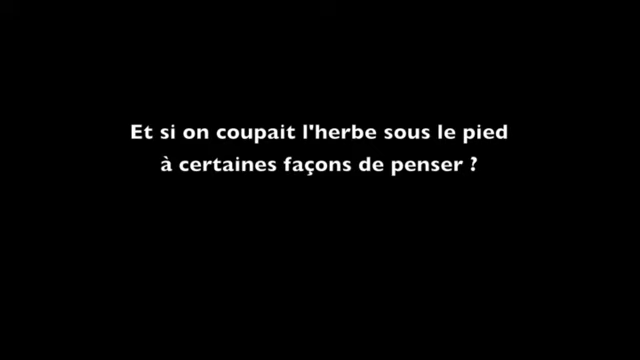 Et si on coupait l'herbe sous le pied
à certaines façons de penser ?